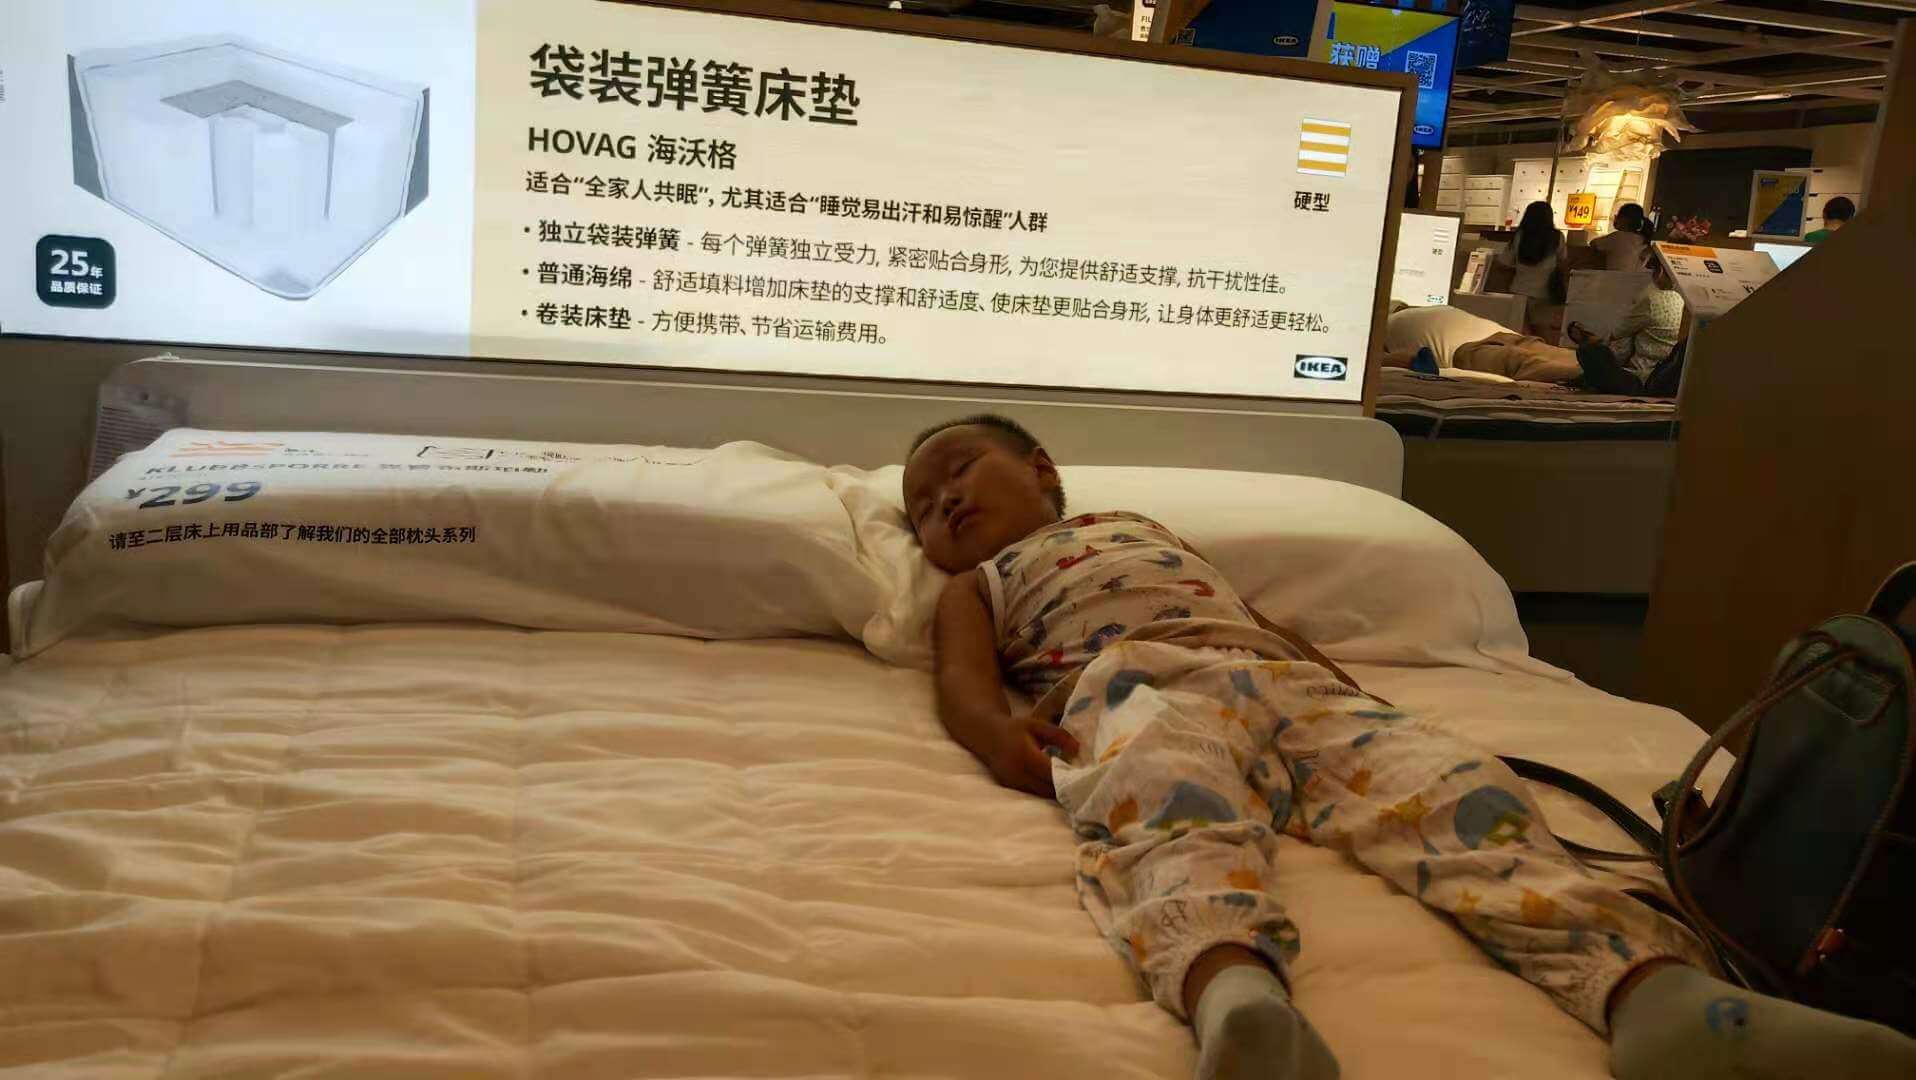 袋装弹簧床垫
HOVAG 海沃格
适合“全家人共眠”, 尤其适合“睡觉易出汗和易惊醒”人群
• 独立袋装弹簧 - 每个弹簧独立受力, 紧密贴合身形, 为您提供舒适支撑, 抗干扰性佳。
• 普通海绵 - 舒适填料增加床垫的支撑和舒适度、使床垫更贴合身形, 让身体更舒适更轻松。
• 卷装床垫 - 方便携带、节省运输费用。
硬型
IKEA
25年
品质保证
KLUBBSPORRE
¥299
请至二层床上用品部了解我们的全部枕头系列
获赠
IKEA
IKEA
¥149